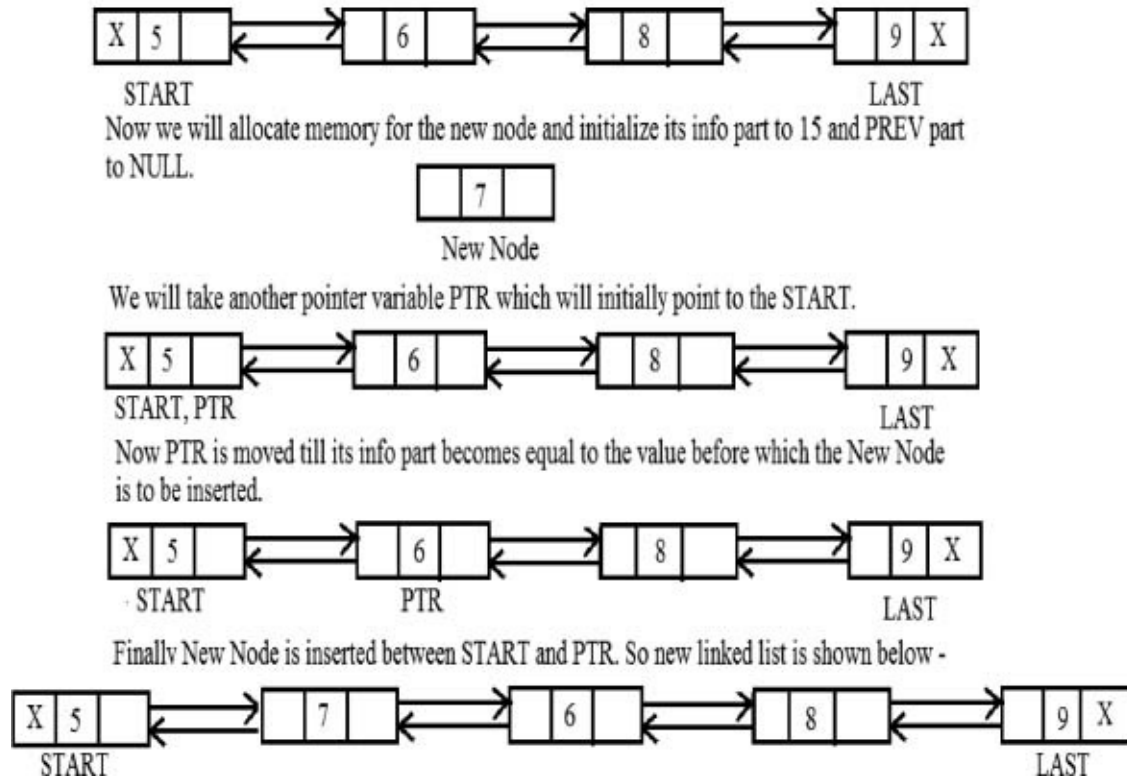 X 5 6 8 9 X
START LAST
Now we will allocate memory for the new node and initialize its info part to 15 and PREV part
to NULL.
7
New Node
We will take another pointer variable PTR which will initially point to the START.
X 5 6 8 9 X
START, PTR LAST
Now PTR is moved till its info part becomes equal to the value before which the New Node
is to be inserted.
X 5 6 8 9 X
START PTR LAST
Finally New Node is inserted between START and PTR. So new linked list is shown below -
X 5 7 6 8 9 X
START LAST